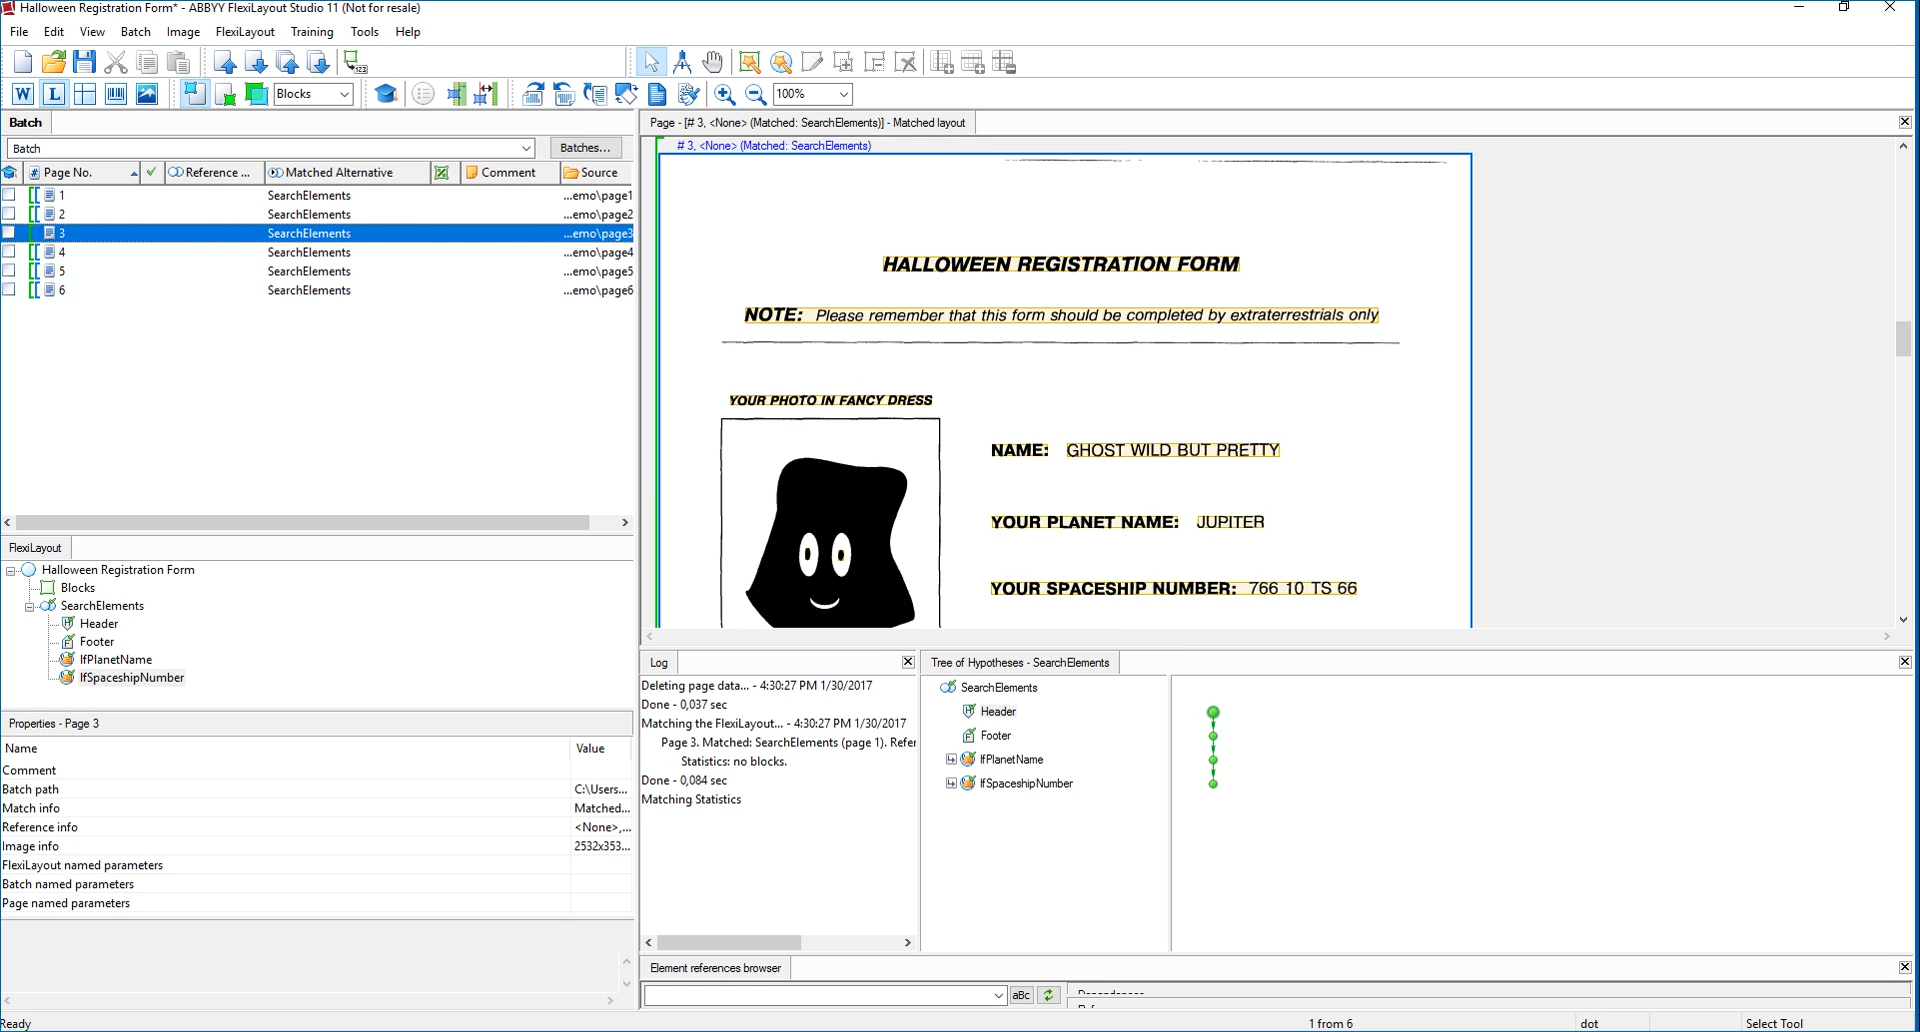 Halloween Registration Form* - ABBYY FlexiLayout Studio 11 (Not for resale)
File Edit View Batch Image FlexiLayout Training Tools Help
123
W L Blocks 100%
Batch
Batch Batches...
# Page No. Reference ... Matched Alternative Comment Source
1 SearchElements ...emo\page1
2 SearchElements ...emo\page2
3 SearchElements ...emo\page3
4 SearchElements ...emo\page4
5 SearchElements ...emo\page5
6 SearchElements ...emo\page6
FlexiLayout
Halloween Registration Form
Blocks
SearchElements
Header
Footer
IfPlanetName
IfSpaceshipNumber
Properties - Page 3
Name Value
Comment
Batch path C:\Users...
Match info Matched...
Reference info <None>,...
Image info 2532x353...
FlexiLayout named parameters
Batch named parameters
Page named parameters
Page - [# 3, <None> (Matched: SearchElements)] - Matched layout
# 3, <None> (Matched: SearchElements)
HALLOWEEN REGISTRATION FORM
NOTE: Please remember that this form should be completed by extraterrestrials only
YOUR PHOTO IN FANCY DRESS
NAME: GHOST WILD BUT PRETTY
YOUR PLANET NAME: JUPITER
YOUR SPACESHIP NUMBER: 766 10 TS 66
Log
Deleting page data... - 4:30:27 PM 1/30/2017
Done - 0,037 sec
Matching the FlexiLayout... - 4:30:27 PM 1/30/2017
Page 3. Matched: SearchElements (page 1). Refer
Statistics: no blocks.
Done - 0,084 sec
Matching Statistics
Tree of Hypotheses - SearchElements
SearchElements
Header
Footer
IfPlanetName
IfSpaceshipNumber
Element references browser
aBc
Ready 1 from 6 dot Select Tool